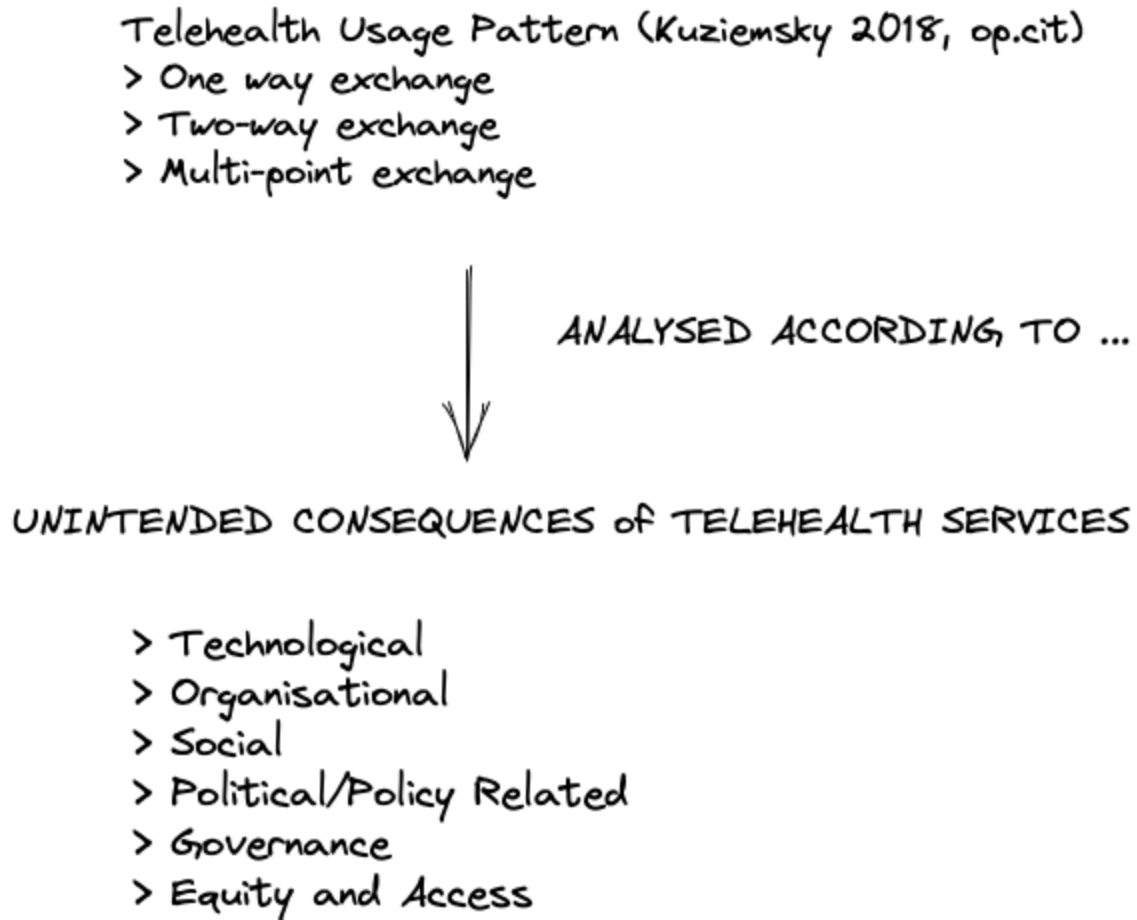 Telehealth Usage Pattern (Kuziemsky 2018, op.cit)
> One way exchange
> Two-way exchange
> Multi-point exchange
ANALYSED ACCORDING TO ...
UNINTENDED CONSEQUENCES of TELEHEALTH SERVICES
> Technological
> Organisational
> Social
> Political/Policy Related
> Governance
> Equity and Access